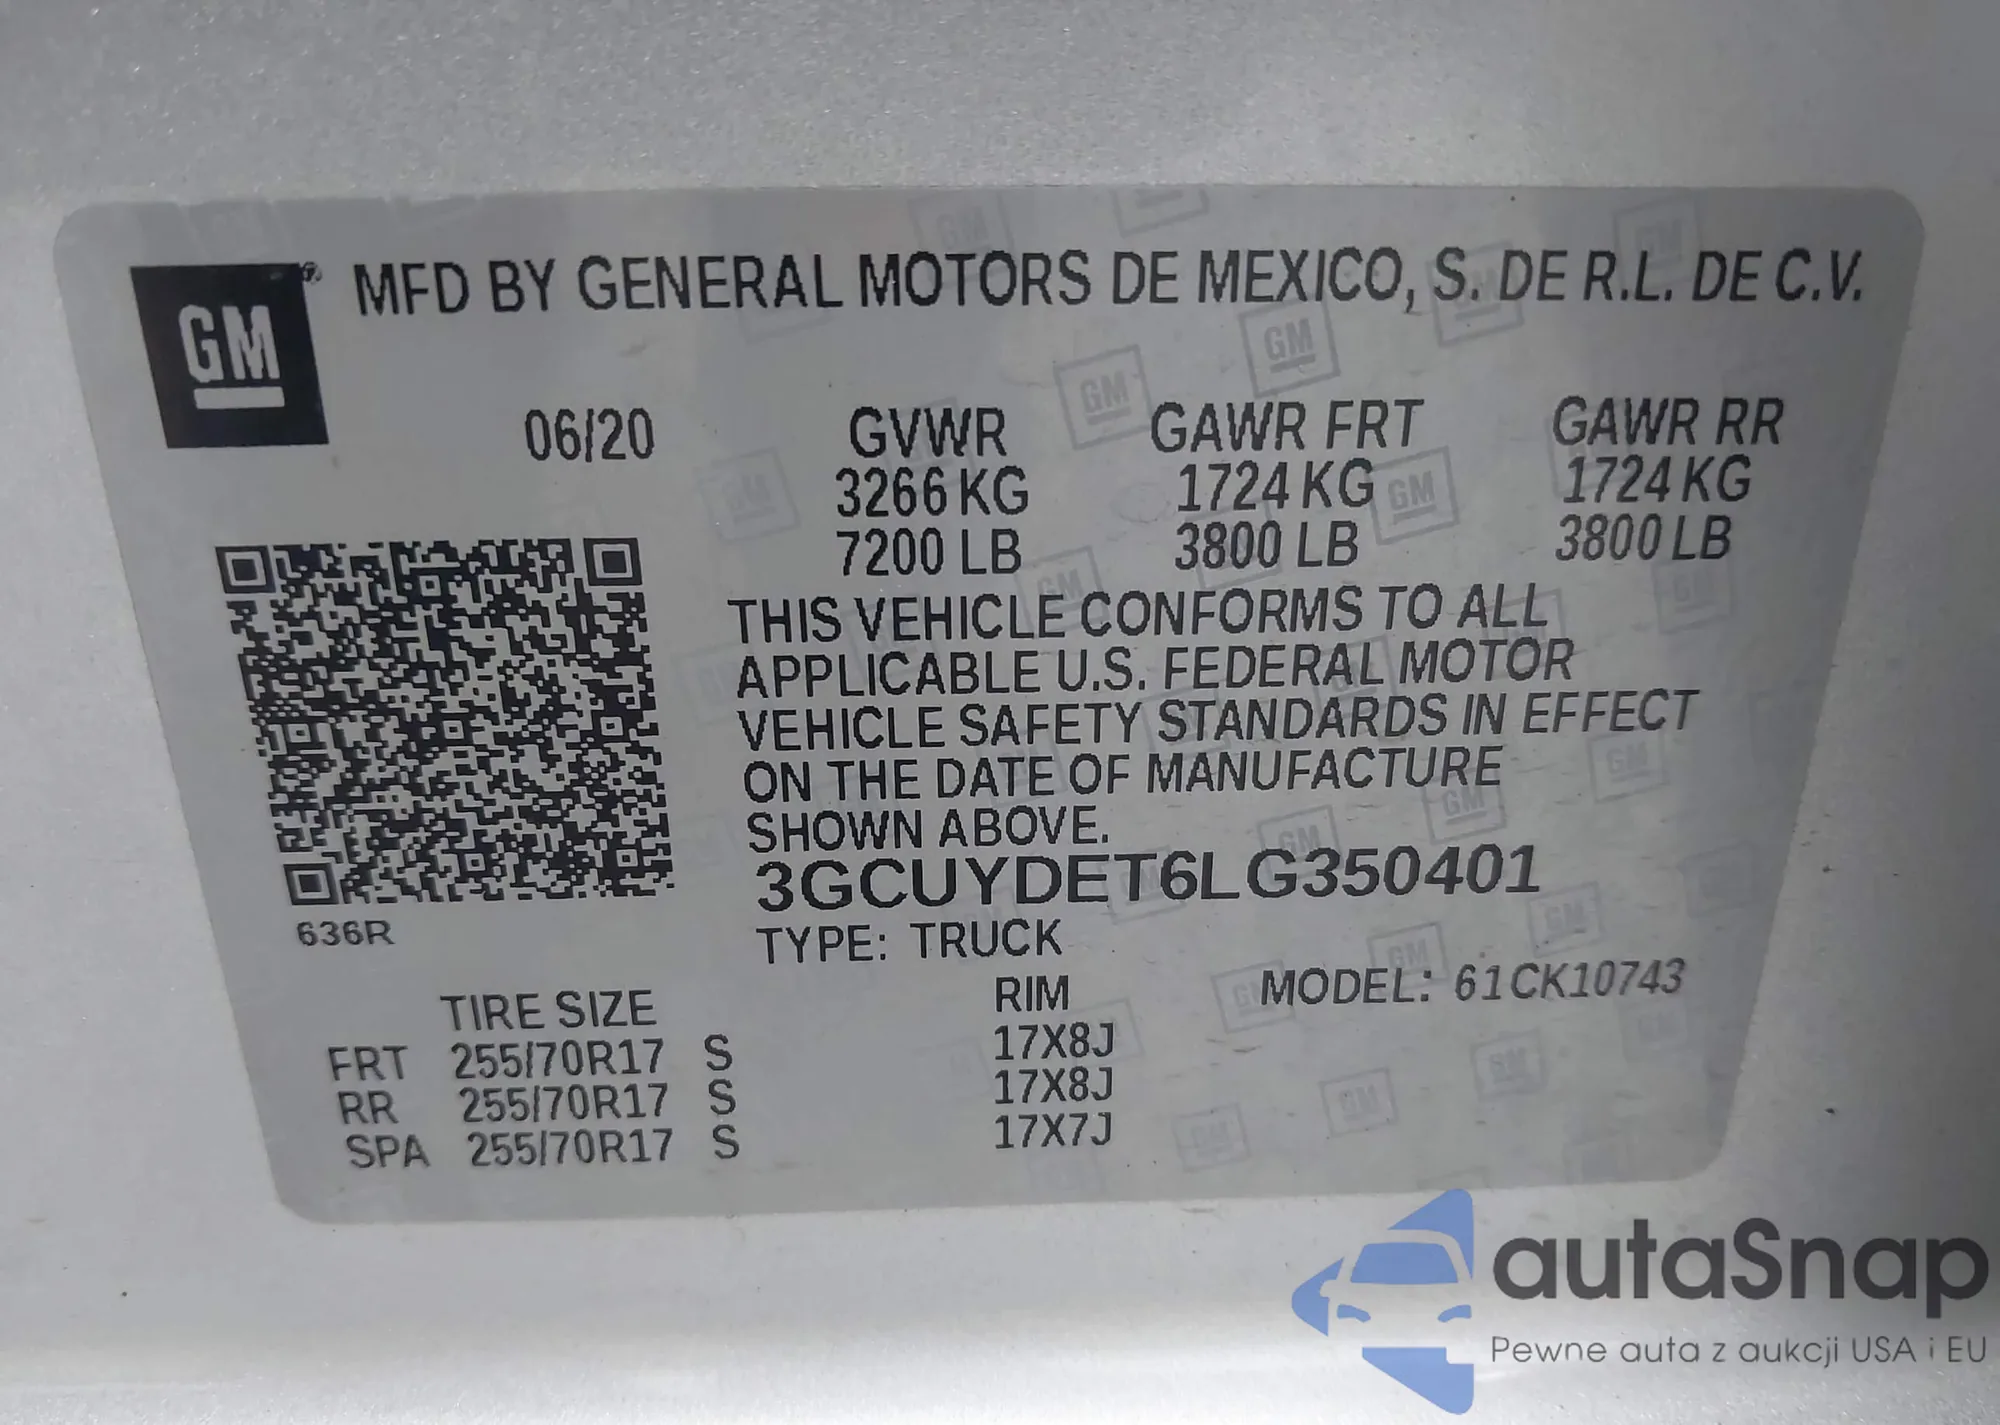 GM
MFD BY GENERAL MOTORS DE MEXICO, S. DE R.L. DE C.V.
06/20 GVWR GAWR FRT GAWR RR
3266 KG 1724 KG 1724 KG
7200 LB 3800 LB 3800 LB
THIS VEHICLE CONFORMS TO ALL
APPLICABLE U.S. FEDERAL MOTOR
VEHICLE SAFETY STANDARDS IN EFFECT
ON THE DATE OF MANUFACTURE
SHOWN ABOVE.
3GCUYDET6LG350401
636R
TYPE: TRUCK
TIRE SIZE RIM MODEL: 61CK10743
FRT 255/70R17 S 17X8J
RR 255/70R17 S 17X8J
SPA 255/70R17 S 17X7J
autaSnap
Pewne auta z aukcji USA i EU